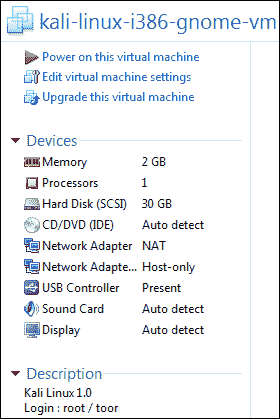 kali-linux-i386-gnome-vm
Power on this virtual machine
Edit virtual machine settings
Upgrade this virtual machine
Devices
Memory 2 GB
Processors 1
Hard Disk (SCSI) 30 GB
CD/DVD (IDE) Auto detect
Network Adapter NAT
Network Adapte... Host-only
USB Controller Present
Sound Card Auto detect
Display Auto detect
Description
Kali Linux 1.0
Login : root / toor